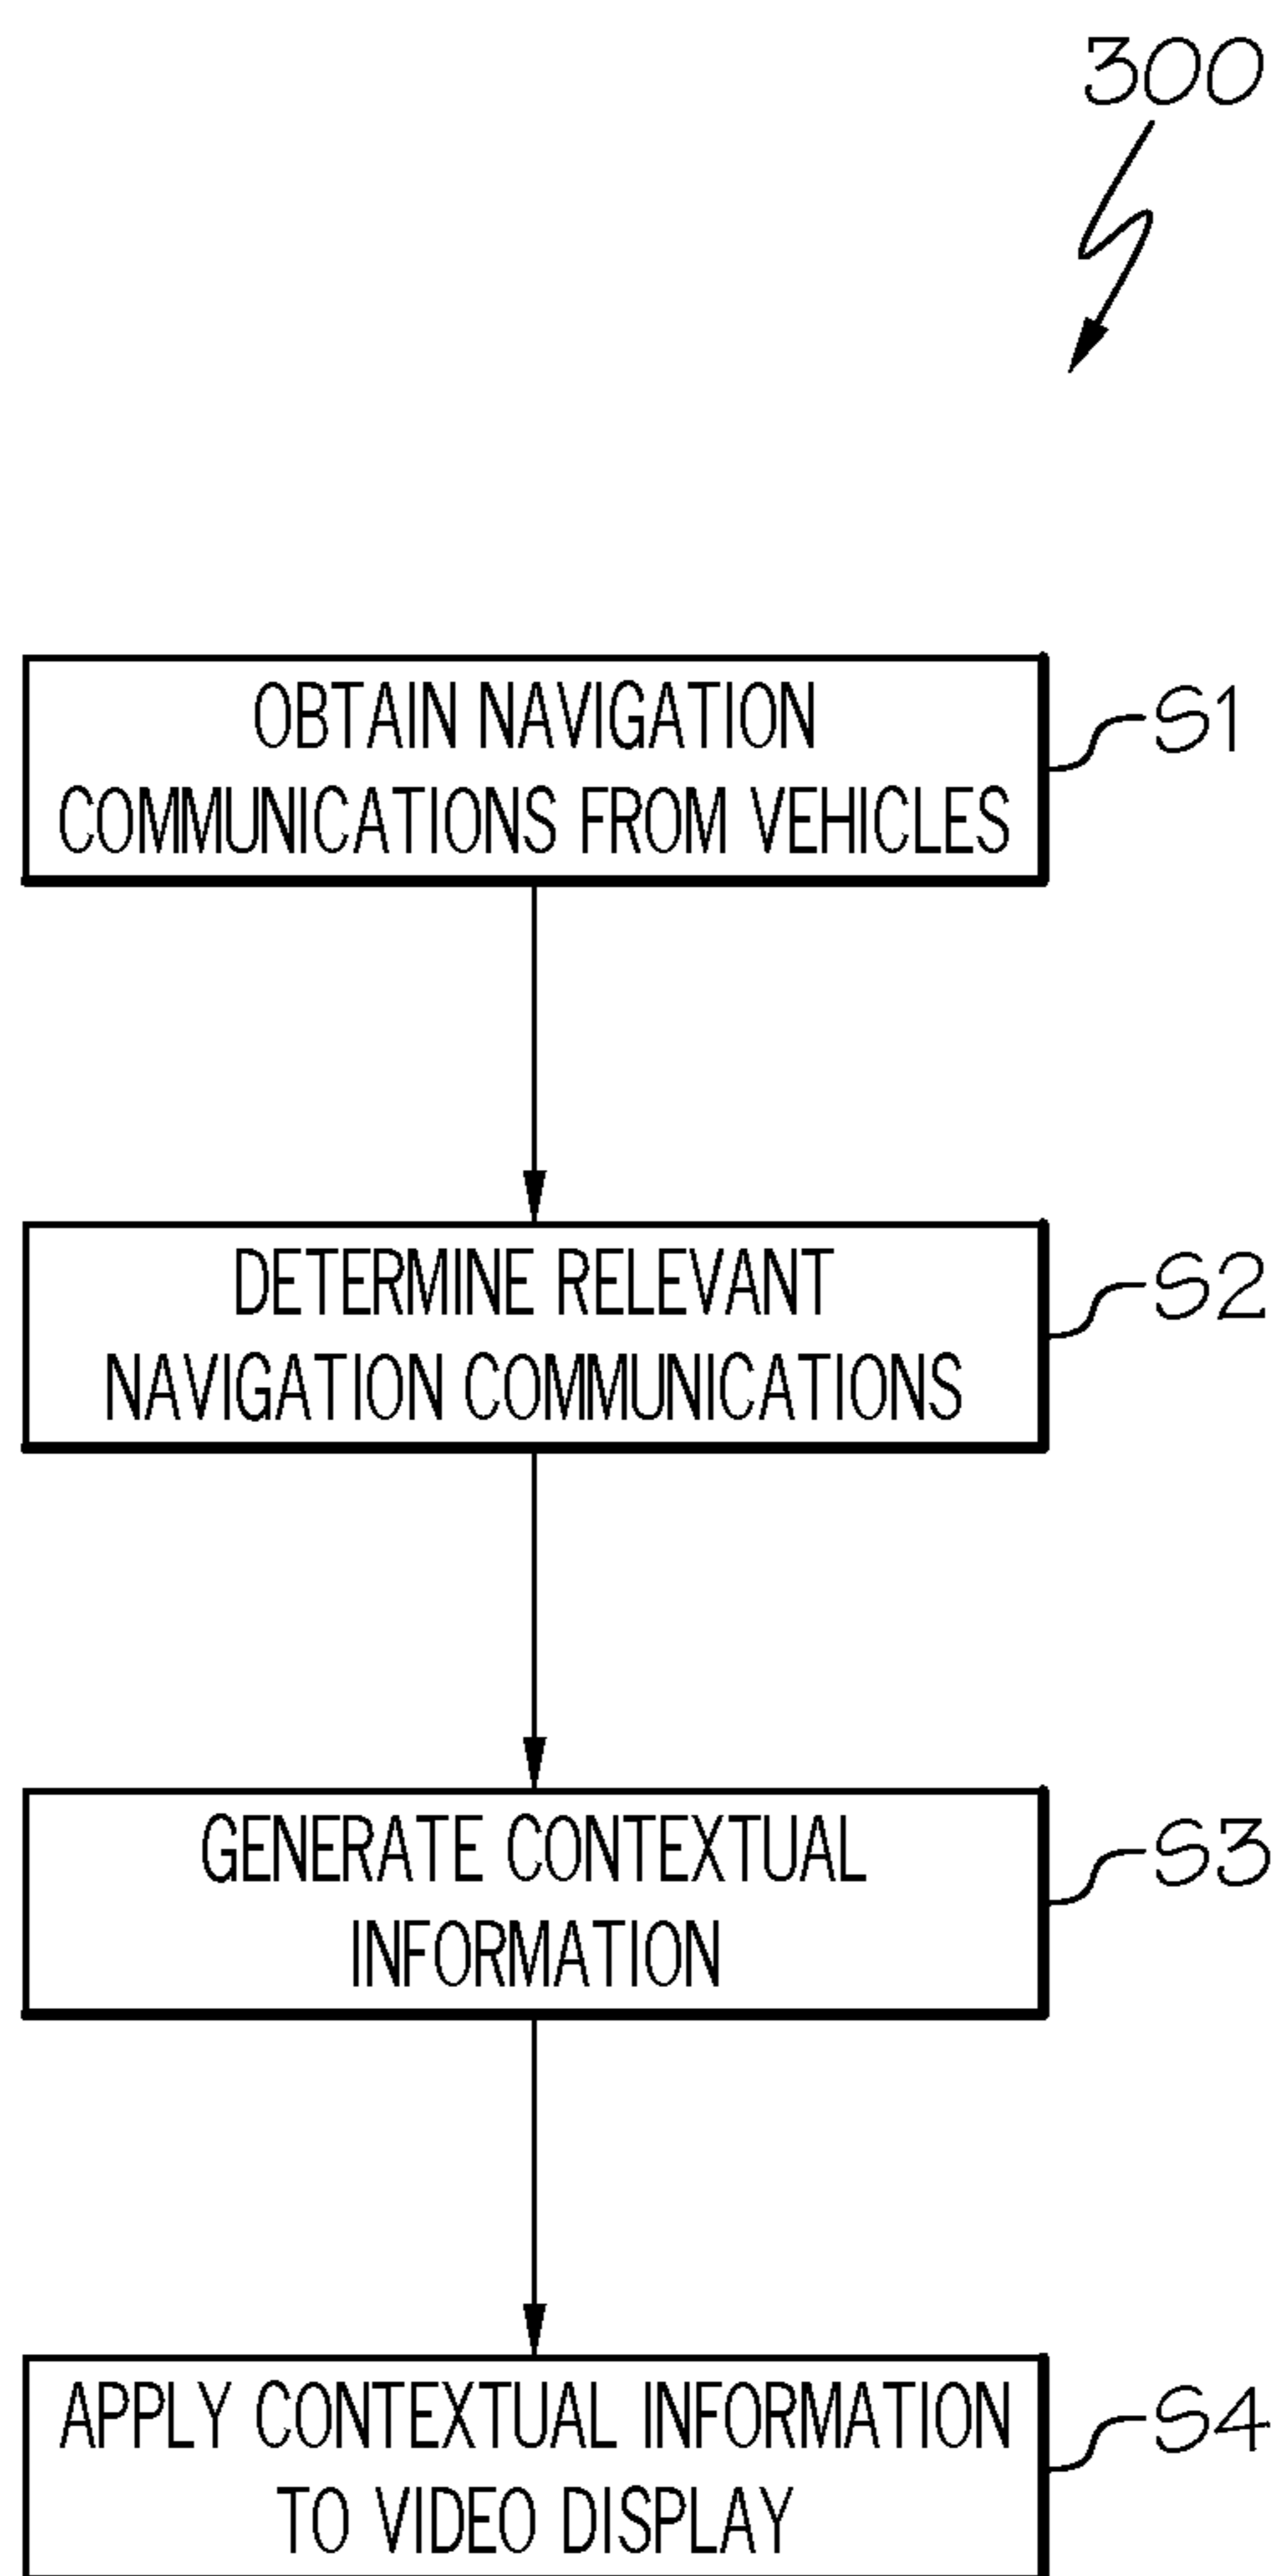 300
OBTAIN NAVIGATION
COMMUNICATIONS FROM VEHICLES
S1
DETERMINE RELEVANT
NAVIGATION COMMUNICATIONS
S2
GENERATE CONTEXTUAL
INFORMATION
S3
APPLY CONTEXTUAL INFORMATION
TO VIDEO DISPLAY
S4